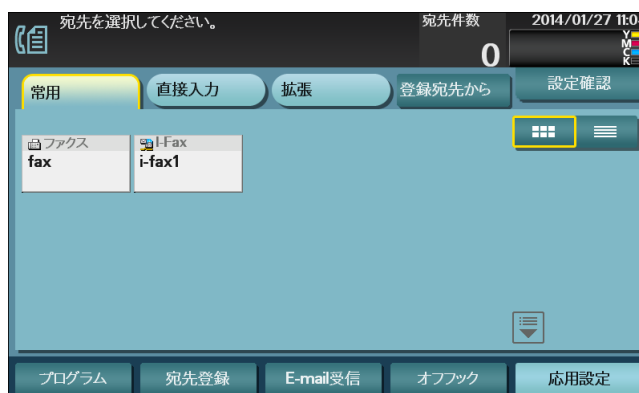 宛先を選択してください。
宛先件数
2014/01/27 11:0
0
Y
M
C
K
常用
直接入力
拡張
登録宛先から
設定確認
ファクス
fax
I-Fax
i-fax1
プログラム
宛先登録
E-mail受信
オフフック
応用設定